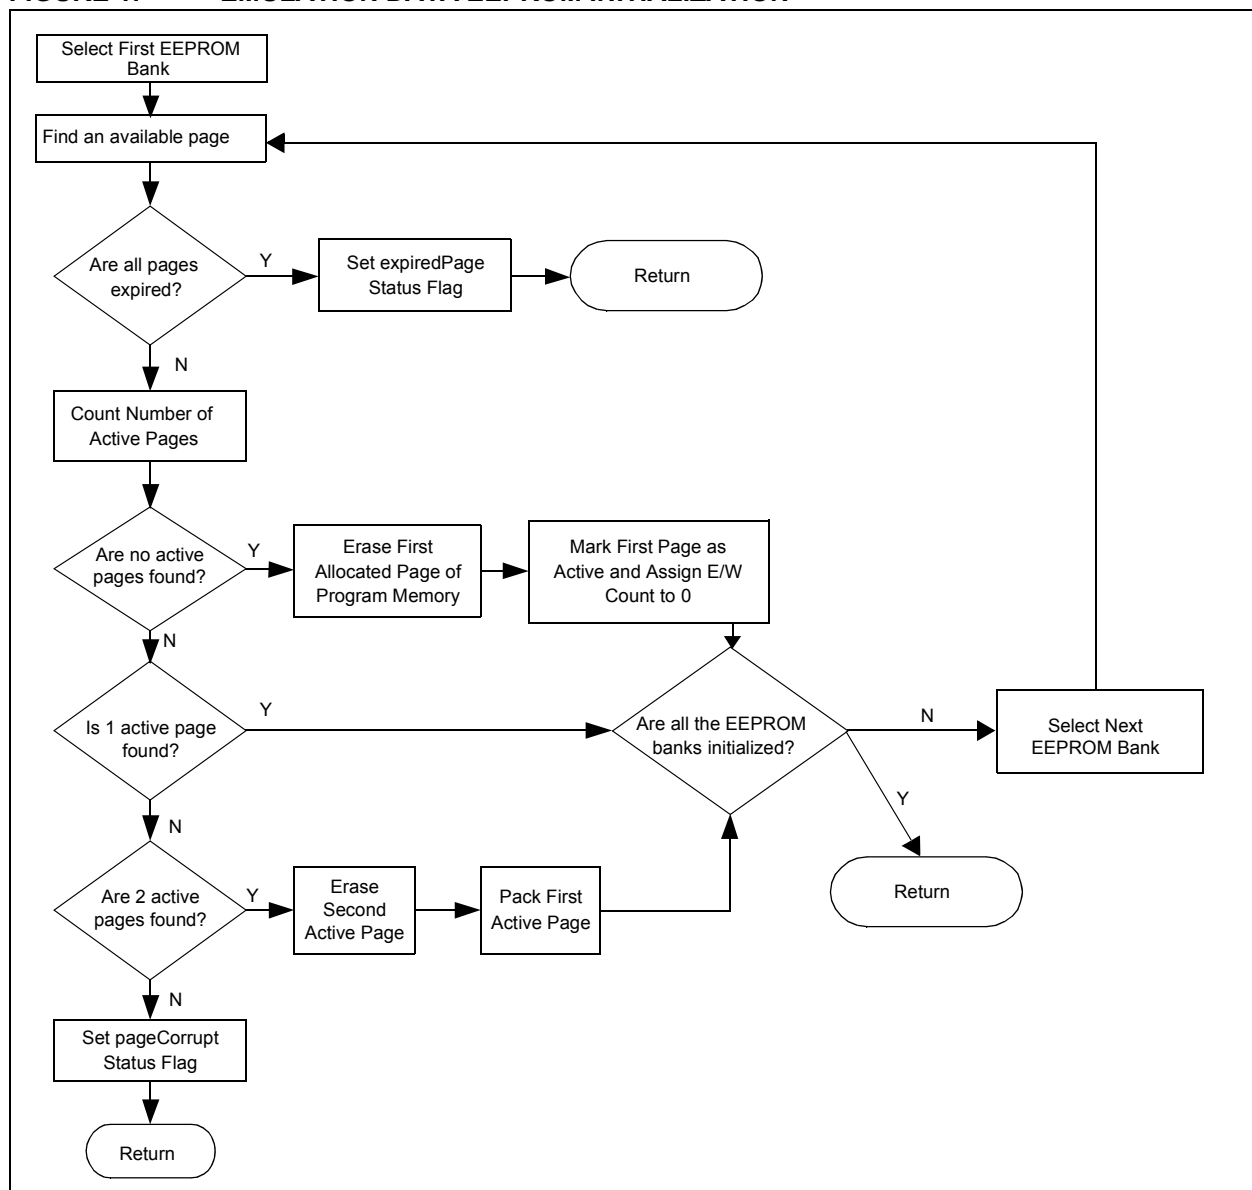 Select First EEPROM
Bank
Find an available page
Are all pages
expired?
Y
Set expiredPage
Status Flag
Return
N
Count Number of
Active Pages
Are no active
pages found?
Y
Erase First
Allocated Page of
Program Memory
Mark First Page as
Active and Assign E/W
Count to 0
N
Is 1 active page
found?
Y
Are all the EEPROM
banks initialized?
N
Select Next
EEPROM Bank
Y
Return
N
Are 2 active
pages found?
Y
Erase
Second
Active Page
Pack First
Active Page
N
Set pageCorrupt
Status Flag
Return